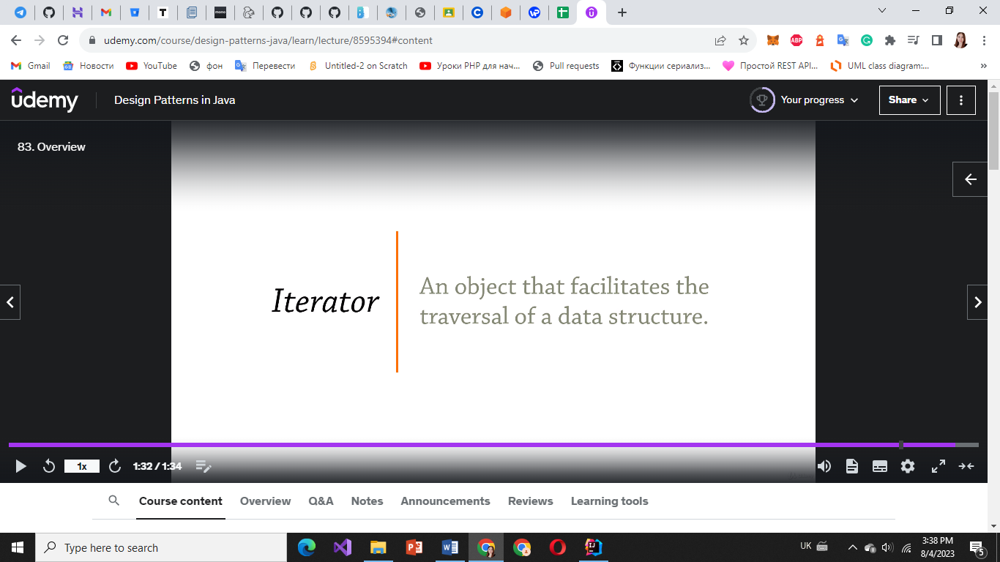 udemy.com/course/design-patterns-java/learn/lecture/8595394#content
Gmail
Новости
YouTube
фон
Перевести
Untitled-2 on Scratch
Уроки PHP для нач...
Pull requests
Функции сериализ...
Простой REST API...
UML class diagram:...
»
ûdemy
Design Patterns in Java
Your progress
Share
83. Overview
Iterator
An object that facilitates the
traversal of a data structure.
1x
1:32 / 1:34
Course content
Overview
Q&A
Notes
Announcements
Reviews
Learning tools
Type here to search
UK
3:38 PM
8/4/2023
5